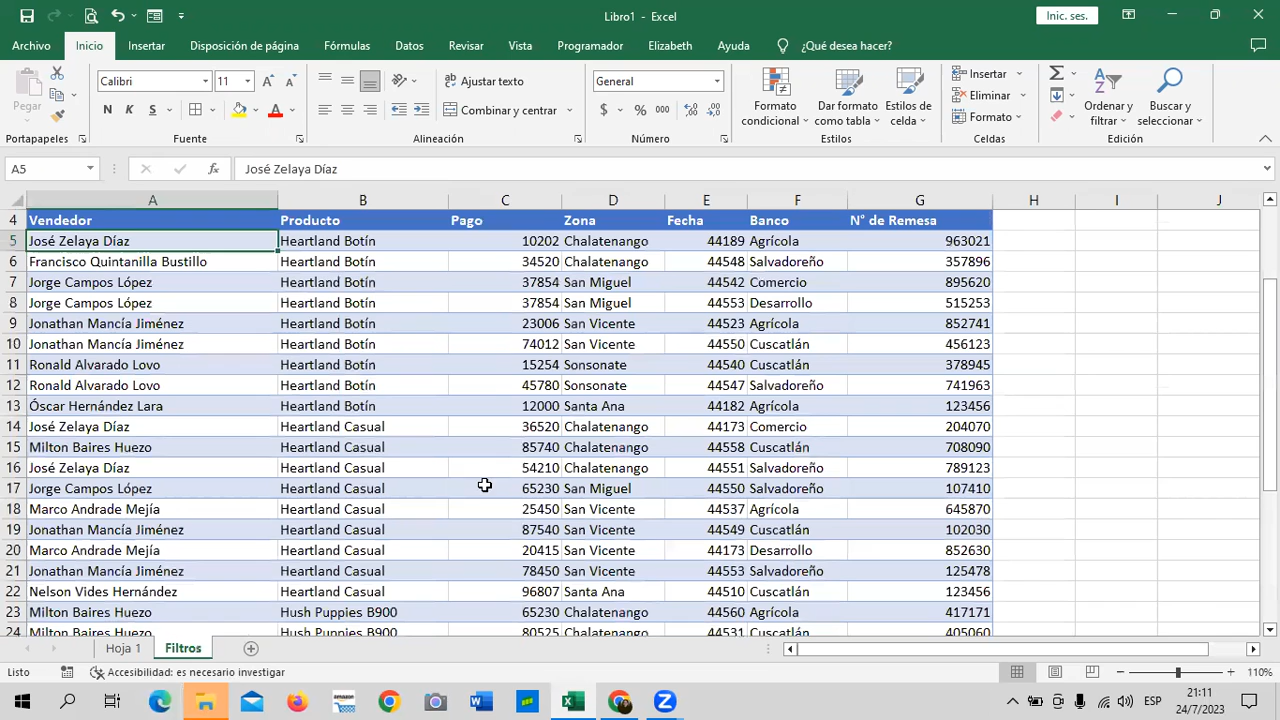 Libro1 - Excel
Inic. ses.
Archivo Inicio Insertar Disposición de página Fórmulas Datos Revisar Vista Programador Elizabeth Ayuda ¿Qué desea hacer?
Pegar
Calibri 11
N K S
Ajustar texto
Combinar y centrar
General
$ % 000
Formato condicional
Dar formato como tabla
Estilos de celda
Insertar
Eliminar
Formato
Ordenar y filtrar
Buscar y seleccionar
Portapapeles Fuente Alineación Número Estilos Celdas Edición
A5 fx José Zelaya Díaz
A B C D E F G H I J
4 Vendedor Producto Pago Zona Fecha Banco N° de Remesa
5 José Zelaya Díaz Heartland Botín 10202 Chalatenango 44189 Agrícola 963021
6 Francisco Quintanilla Bustillo Heartland Botín 34520 Chalatenango 44548 Salvadoreño 357896
7 Jorge Campos López Heartland Botín 37854 San Miguel 44542 Comercio 895620
8 Jorge Campos López Heartland Botín 37854 San Miguel 44553 Desarrollo 515253
9 Jonathan Mancía Jiménez Heartland Botín 23006 San Vicente 44523 Agrícola 852741
10 Jonathan Mancía Jiménez Heartland Botín 74012 San Vicente 44550 Cuscatlán 456123
11 Ronald Alvarado Lovo Heartland Botín 15254 Sonsonate 44540 Cuscatlán 378945
12 Ronald Alvarado Lovo Heartland Botín 45780 Sonsonate 44547 Salvadoreño 741963
13 Óscar Hernández Lara Heartland Botín 12000 Santa Ana 44182 Agrícola 123456
14 José Zelaya Díaz Heartland Casual 36520 Chalatenango 44173 Comercio 204070
15 Milton Baires Huezo Heartland Casual 85740 Chalatenango 44558 Cuscatlán 708090
16 José Zelaya Díaz Heartland Casual 54210 Chalatenango 44551 Salvadoreño 789123
17 Jorge Campos López Heartland Casual 65230 San Miguel 44550 Salvadoreño 107410
18 Marco Andrade Mejía Heartland Casual 25450 San Vicente 44537 Agrícola 645870
19 Jonathan Mancía Jiménez Heartland Casual 87540 San Vicente 44549 Cuscatlán 102030
20 Marco Andrade Mejía Heartland Casual 20415 San Vicente 44173 Desarrollo 852630
21 Jonathan Mancía Jiménez Heartland Casual 78450 San Vicente 44553 Salvadoreño 125478
22 Nelson Vides Hernández Heartland Casual 96807 Santa Ana 44510 Comercio 123456
23 Milton Baires Huezo Hush Puppies B900 65230 Chalatenango 44560 Agrícola 417171
24 Milton Baires Huezo Hush Puppies B900 80525 Chalatenango 44531 Cuscatlán 405060
Hoja 1 Filtros
Listo Accesibilidad: es necesario investigar 110%
ESP 21:11
24/7/2023